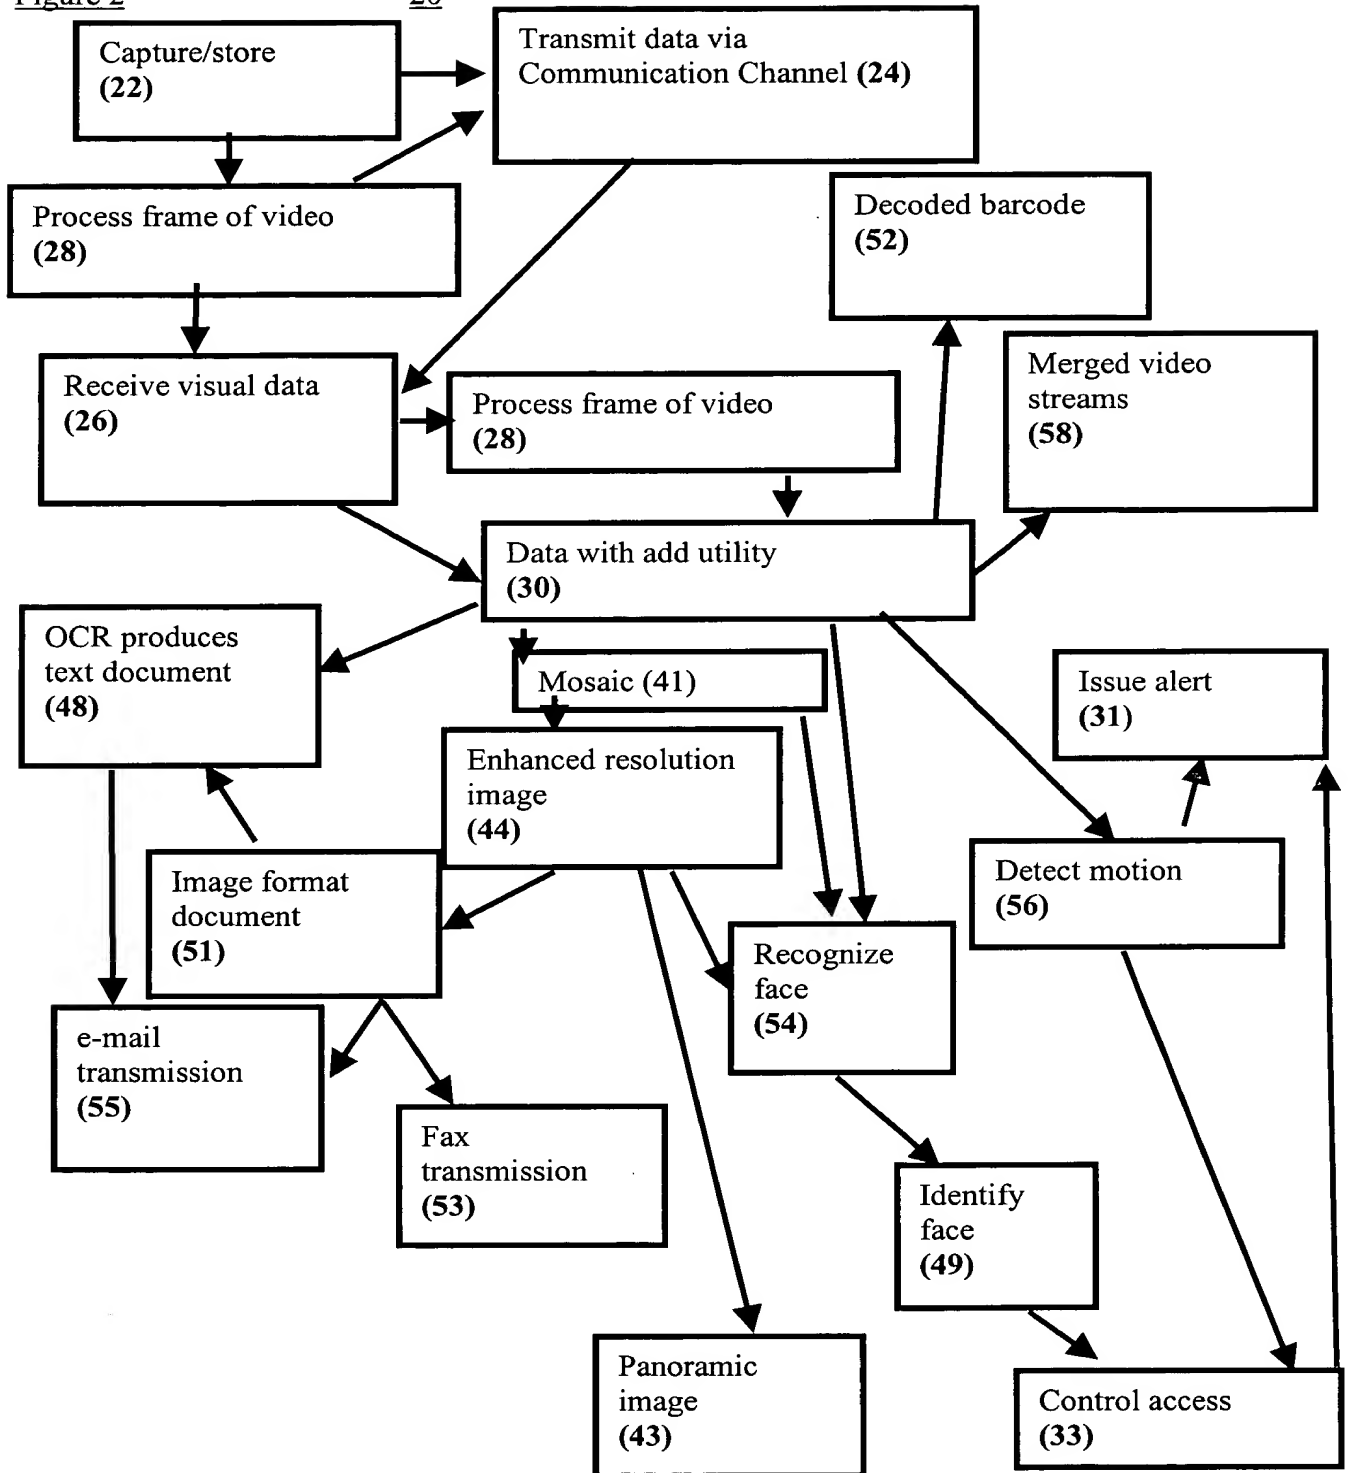 Figure 2
20
Capture/store
(22)
Transmit data via
Communication Channel (24)
Process frame of video
(28)
Decoded barcode
(52)
Receive visual data
(26)
Process frame of video
(28)
Merged video
streams
(58)
Data with add utility
(30)
OCR produces
text document
(48)
Mosaic (41)
Issue alert
(31)
Enhanced resolution
image
(44)
Image format
document
(51)
Detect motion
(56)
Recognize
face
(54)
e-mail
transmission
(55)
Fax
transmission
(53)
Identify
face
(49)
Panoramic
image
(43)
Control access
(33)